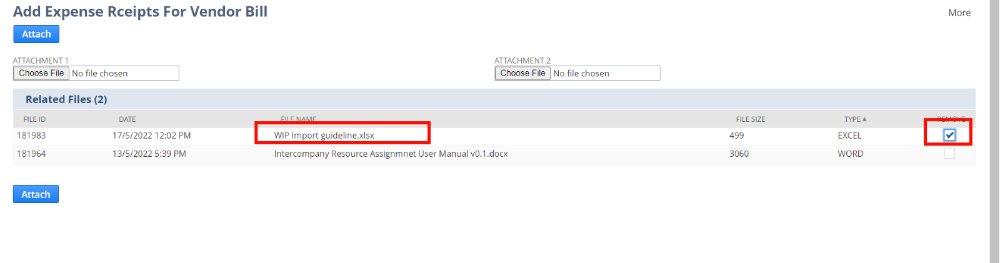 Add Expense Rceipts For Vendor Bill
More
Attach
ATTACHMENT 1
ATTACHMENT 2
Choose File No file chosen
Choose File No file chosen
Related Files (2)
FILE ID DATE FILE NAME FILE SIZE TYPE REMOVE
181983 17/5/2022 12:02 PM WIP Import guideline.xlsx 499 EXCEL
181964 13/5/2022 5:39 PM Intercompany Resource Assignmnet User Manual v0.1.docx 3060 WORD
Attach